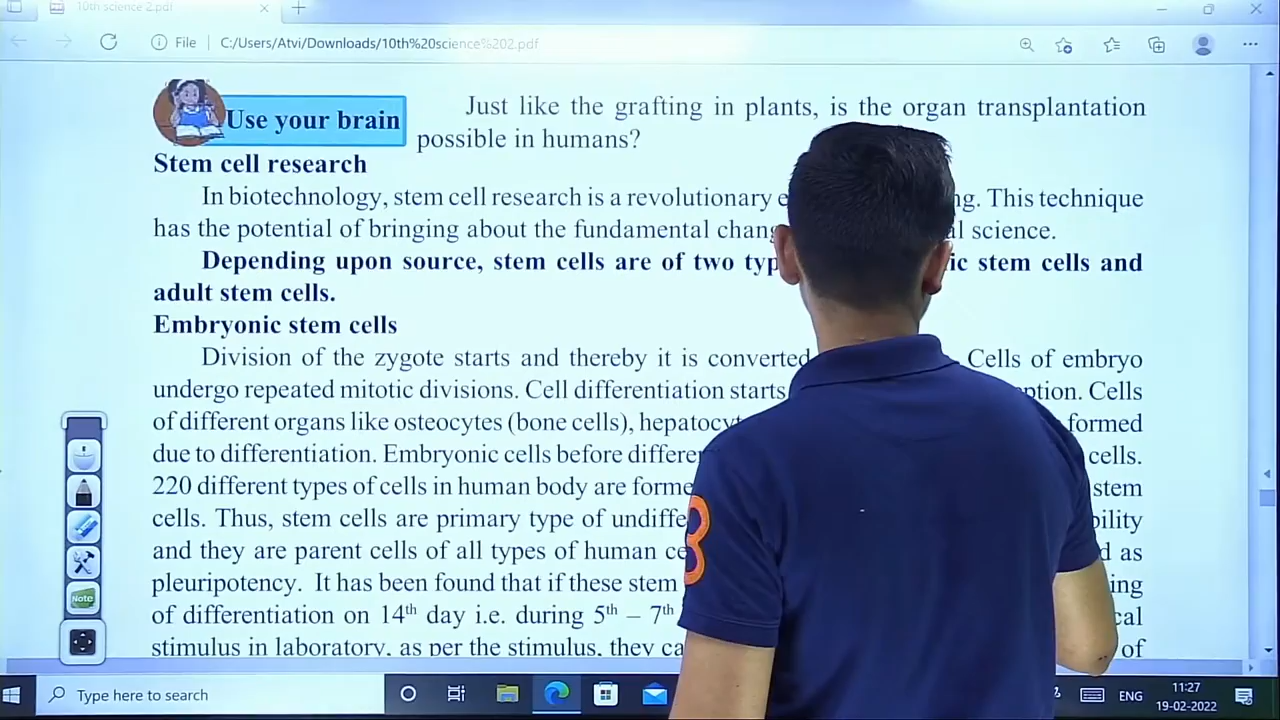 10th science 2.pdf
File C:/Users/Atvi/Downloads/10th%20science%202.pdf
Use your brain
Just like the grafting in plants, is the organ transplantation
possible in humans?
Stem cell research
In biotechnology, stem cell research is a revolutionary ng. This technique
has the potential of bringing about the fundamental chang al science.
Depending upon source, stem cells are of two typ ic stem cells and
adult stem cells.
Embryonic stem cells
Division of the zygote starts and thereby it is converted Cells of embryo
undergo repeated mitotic divisions. Cell differentiation starts ption. Cells
of different organs like osteocytes (bone cells), hepatocyt formed
due to differentiation. Embryonic cells before differe cells.
220 different types of cells in human body are forme stem
cells. Thus, stem cells are primary type of undiffe bility
and they are parent cells of all types of human ce d as
pleuripotency. It has been found that if these stem ing
of differentiation on 14th day i.e. during 5th – 7th cal
stimulus in laboratory, as per the stimulus, they ca of
Note
Type here to search
ENG
11:27
19-02-2022
3